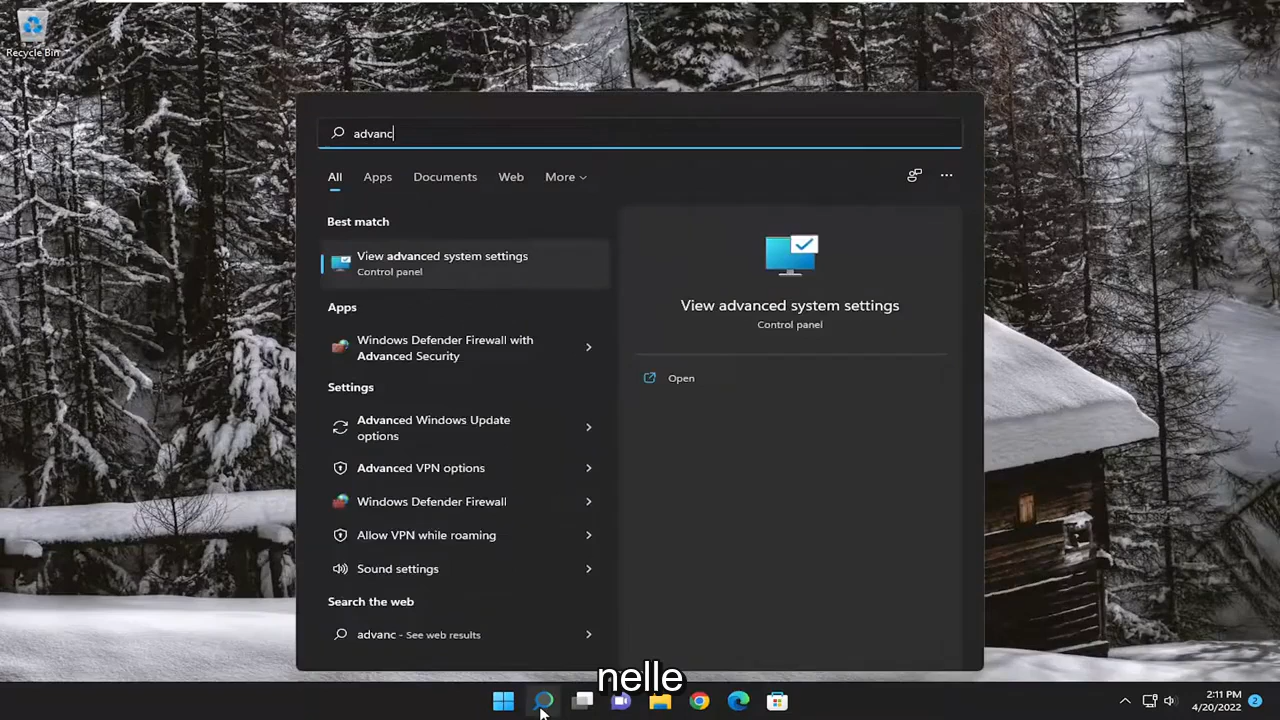 Recycle Bin
advanc
All Apps Documents Web More
Best match
View advanced system settings
Control panel
Apps
Windows Defender Firewall with
Advanced Security
Settings
Advanced Windows Update
options
Advanced VPN options
Windows Defender Firewall
Allow VPN while roaming
Sound settings
Search the web
advanc - See web results
View advanced system settings
Control panel
Open
nelle
2:11 PM
4/20/2022
2